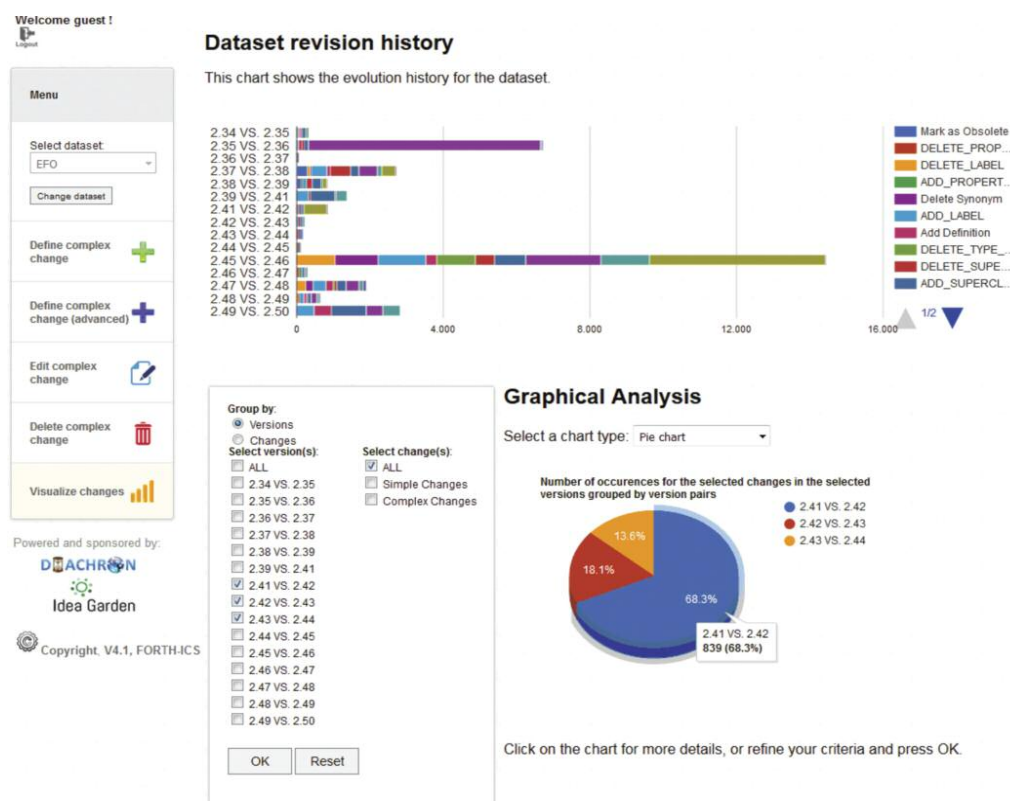 Welcome guest !
Logout
Menu
Select dataset:
EFO
Change dataset
Define complex
change
Define complex
change (advanced)
Edit complex
change
Delete complex
change
Visualize changes
Powered and sponsored by:
DIACHRON
Idea Garden
Copyright, V4.1, FORTH-ICS
Dataset revision history
This chart shows the evolution history for the dataset.
2.34 VS. 2.35
2.35 VS. 2.36
2.36 VS. 2.37
2.37 VS. 2.38
2.38 VS. 2.39
2.39 VS. 2.41
2.41 VS. 2.42
2.42 VS. 2.43
2.43 VS. 2.44
2.44 VS. 2.45
2.45 VS. 2.46
2.46 VS. 2.47
2.47 VS. 2.48
2.48 VS. 2.49
2.49 VS. 2.50
0 4.000 8.000 12.000 16.000
Mark as Obsolete
DELETE_PROP...
DELETE_LABEL
ADD_PROPERT...
Delete Synonym
ADD_LABEL
Add Definition
DELETE_TYPE_...
DELETE_SUPE...
ADD_SUPERCL...
1/2
Group by:
Versions
Changes
Select version(s):
ALL
2.34 VS. 2.35
2.35 VS. 2.36
2.36 VS. 2.37
2.37 VS. 2.38
2.38 VS. 2.39
2.39 VS. 2.41
2.41 VS. 2.42
2.42 VS. 2.43
2.43 VS. 2.44
2.44 VS. 2.45
2.45 VS. 2.46
2.46 VS. 2.47
2.47 VS. 2.48
2.48 VS. 2.49
2.49 VS. 2.50
Select change(s):
ALL
Simple Changes
Complex Changes
OK Reset
Graphical Analysis
Select a chart type: Pie chart
Number of occurences for the selected changes in the selected
versions grouped by version pairs
2.41 VS. 2.42
2.42 VS. 2.43
2.43 VS. 2.44
13.6%
18.1%
68.3%
2.41 VS. 2.42
839 (68.3%)
Click on the chart for more details, or refine your criteria and press OK.